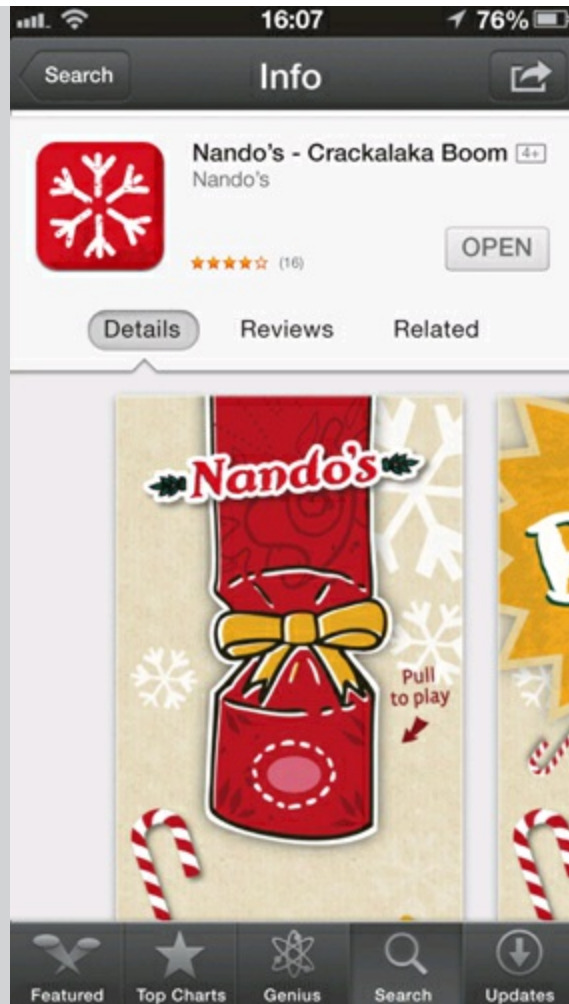 16:07
76%
Search
Info
Nando's - Crackalaka Boom 4+
Nando's
(16)
OPEN
Details
Reviews
Related
Nando's
Pull
to play
Featured
Top Charts
Genius
Search
Updates